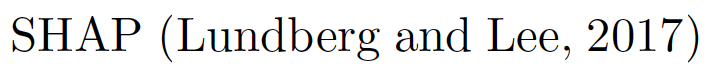 SHAP (Lundberg and Lee, 2017)